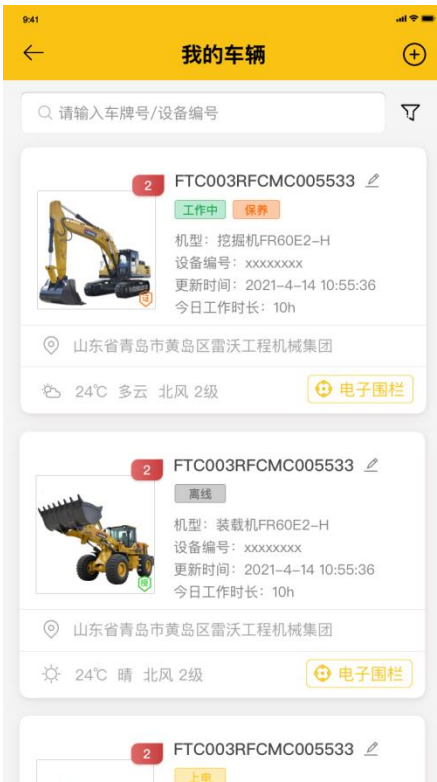 9:41
我的车辆
请输入车牌号/设备编号
2
FTC003RFCMC005533
工作中 保养
机型：挖掘机FR60E2-H
设备编号：xxxxxxxx
更新时间：2021-4-14 10:55:36
今日工作时长：10h
证
山东省青岛市黄岛区雷沃工程机械集团
24℃ 多云 北风 2级
电子围栏
2
FTC003RFCMC005533
离线
机型：装载机FR60E2-H
设备编号：xxxxxxxx
更新时间：2021-4-14 10:55:36
今日工作时长：10h
山东省青岛市黄岛区雷沃工程机械集团
24℃ 晴 北风 2级
电子围栏
2
FTC003RFCMC005533
上电